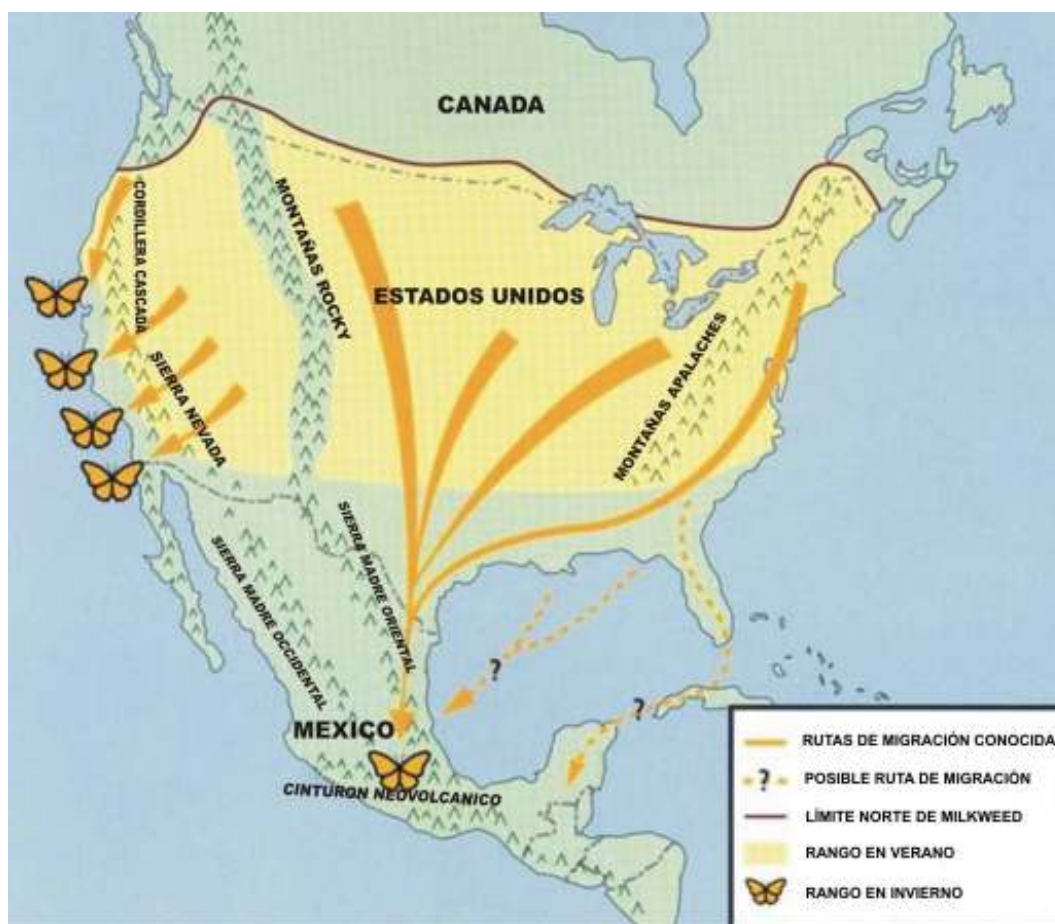 CANADA
CORDILLERA CASCADA
MONTAÑAS ROCKY
ESTADOS UNIDOS
MONTAÑAS APALACHES
SIERRA NEVADA
SIERRA MADRE ORIENTAL
SIERRA MADRE OCCIDENTAL
?
?
MEXICO
CINTURON NEOVOLCANICO
RUTAS DE MIGRACIÓN CONOCIDA
? POSIBLE RUTA DE MIGRACIÓN
LÍMITE NORTE DE MILKWEED
RANGO EN VERANO
RANGO EN INVIERNO